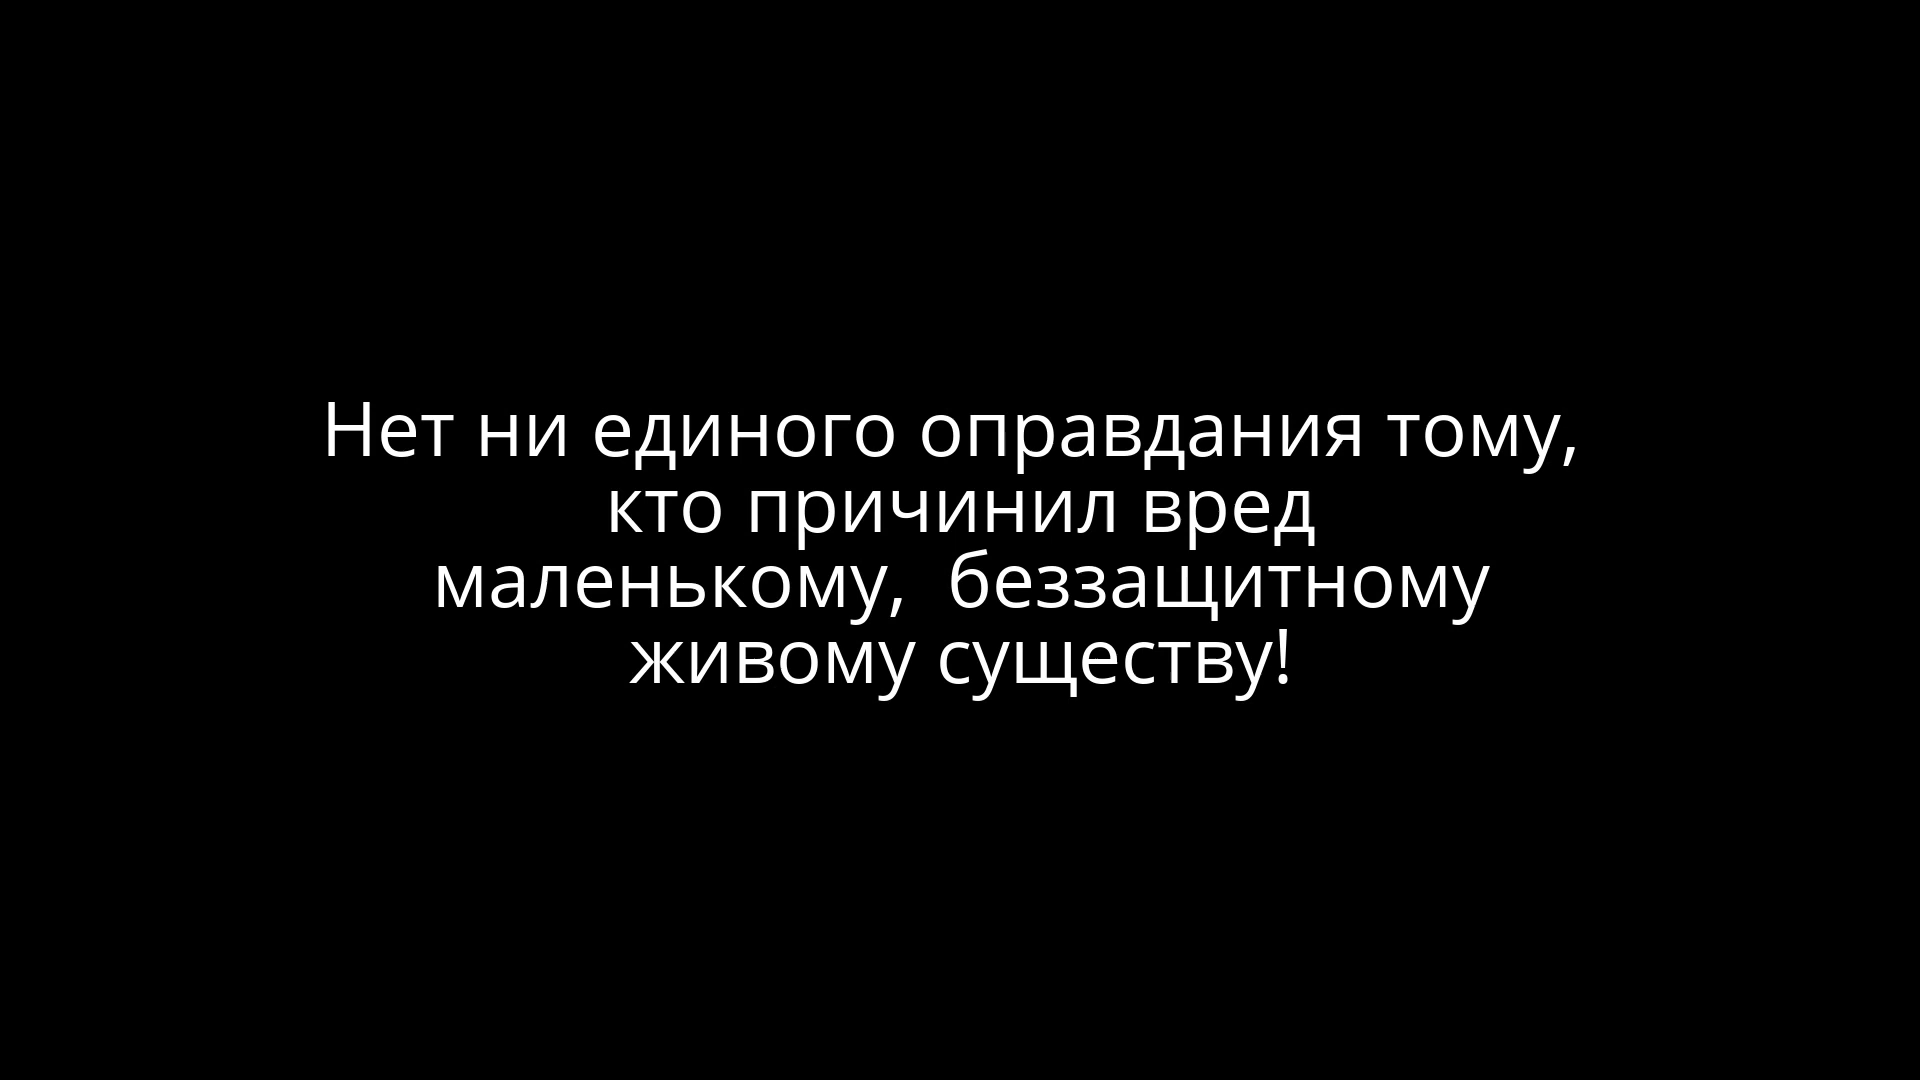 Нет ни единого оправдания тому,
кто причинил вред
маленькому,  беззащитному
живому существу!